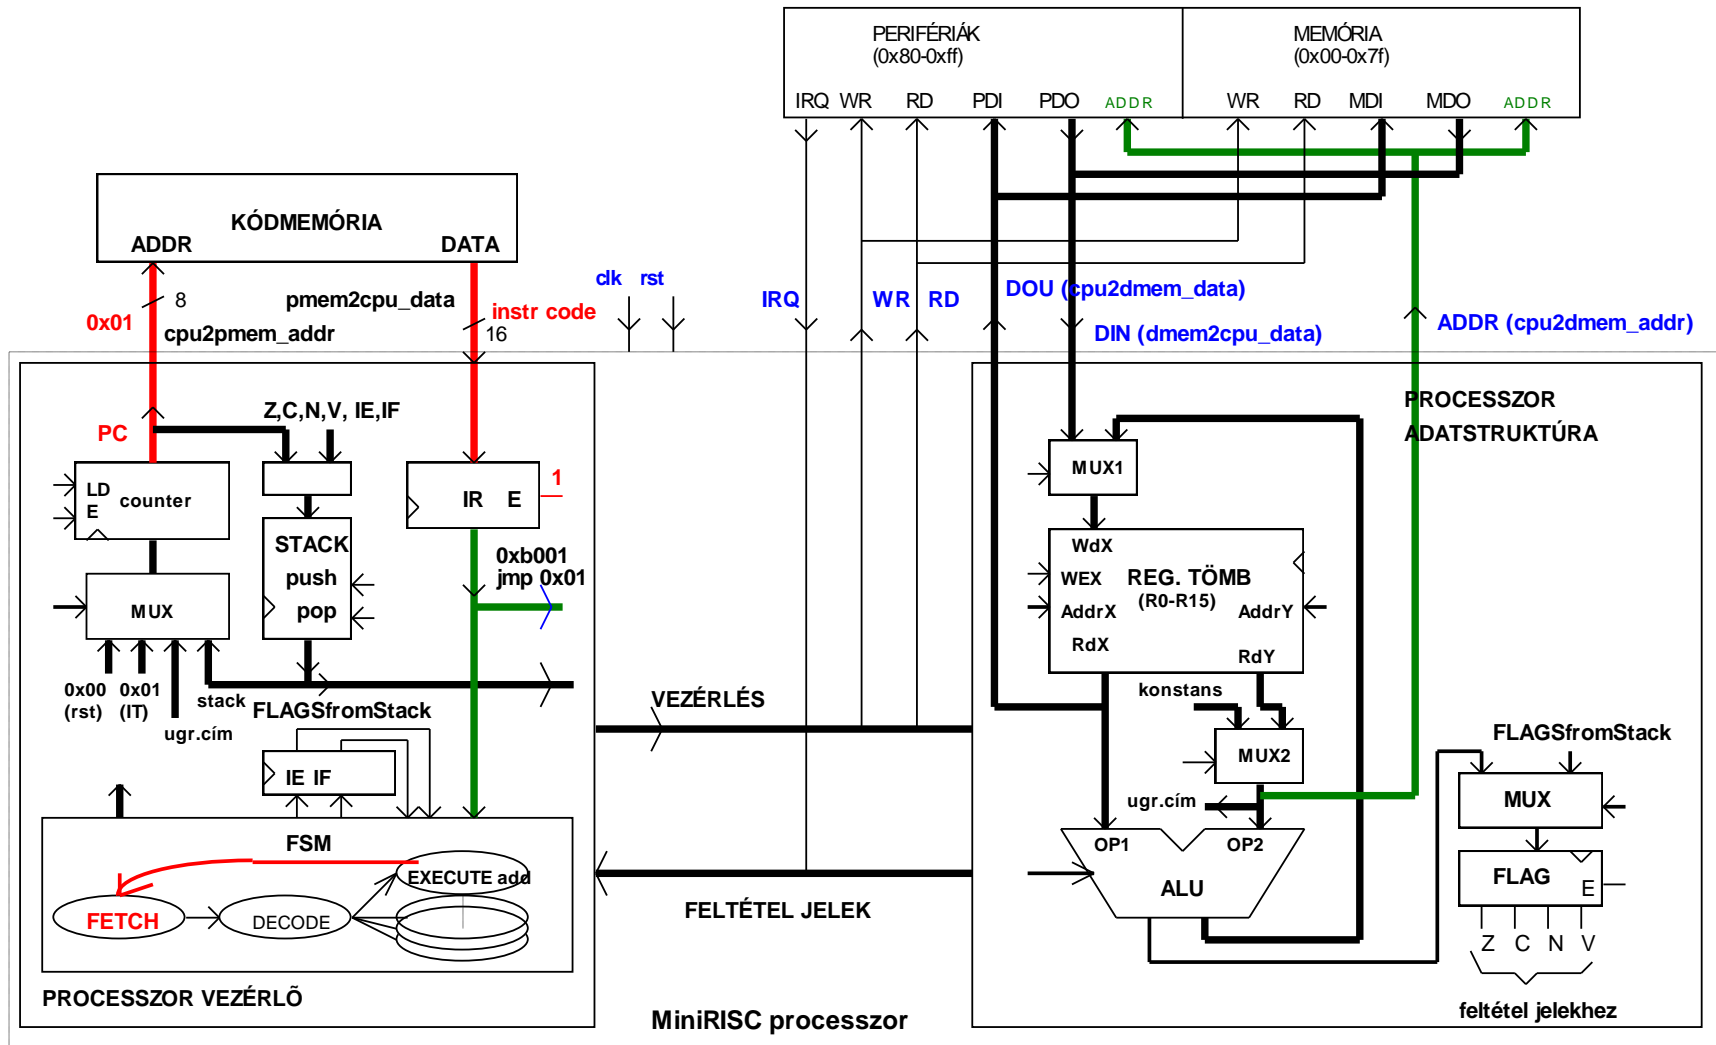 PERIFÉRIÁK
(0x80-0xff)
MEMÓRIA
(0x00-0x7f)
IRQ WR RD PDI PDO ADDR
WR RD MDI MDO ADDR
KÓDMEMÓRIA
ADDR DATA
8
0x01
cpu2pmem_addr
pmem2cpu_data
instr code
16
clk rst
IRQ
WR RD
DOU (cpu2dmem_data)
DIN (dmem2cpu_data)
ADDR (cpu2dmem_addr)
PROCESSZOR
ADATSTRUKTÚRA
PC
Z,C,N,V, IE,IF
LD
E
counter
IR E
1
STACK
push
pop
0xb001
jmp 0x01
MUX
0x00
(rst)
0x01
(IT)
ugr.cím
stack
FLAGSfromStack
IE IF
FSM
EXECUTE add
FETCH
DECODE
PROCESSZOR VEZÉRLÕ
VEZÉRLÉS
FELTÉTEL JELEK
MiniRISC processzor
MUX1
WdX
WEX
REG. TÖMB
(R0-R15)
AddrX
AddrY
RdX
RdY
konstans
MUX2
ugr.cím
OP1 OP2
ALU
FLAGSfromStack
MUX
FLAG
E
Z C N V
feltétel jelekhez